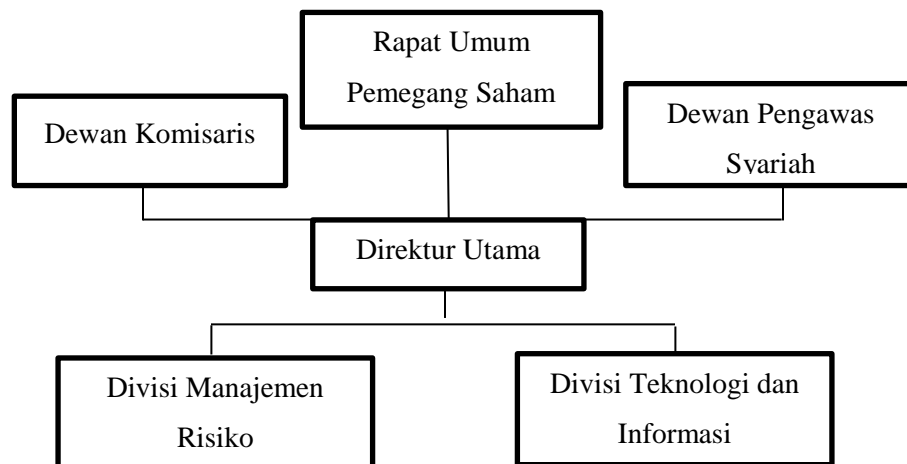 Rapat Umum
Pemegang Saham
Dewan Komisaris
Dewan Pengawas
Syariah
Direktur Utama
Divisi Manajemen
Risiko
Divisi Teknologi dan
Informasi